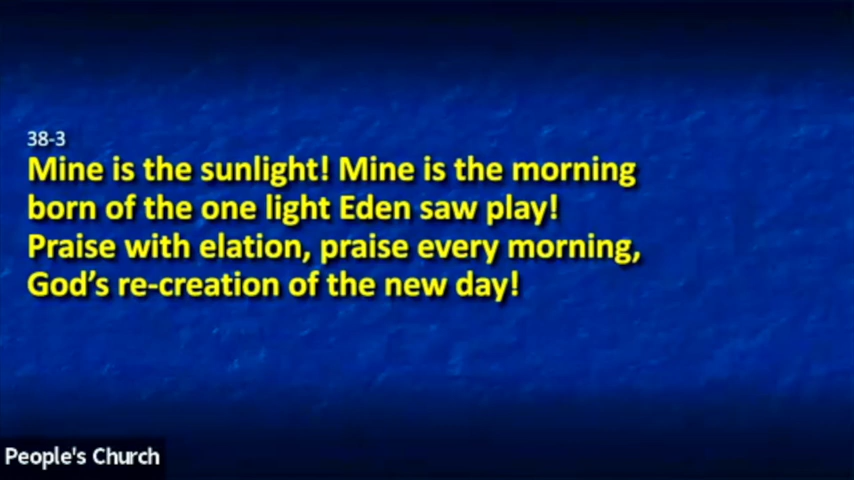 38-3
Mine is the sunlight! Mine is the morning
born of the one light Eden saw play!
Praise with elation, praise every morning,
God’s re-creation of the new day!
People's Church